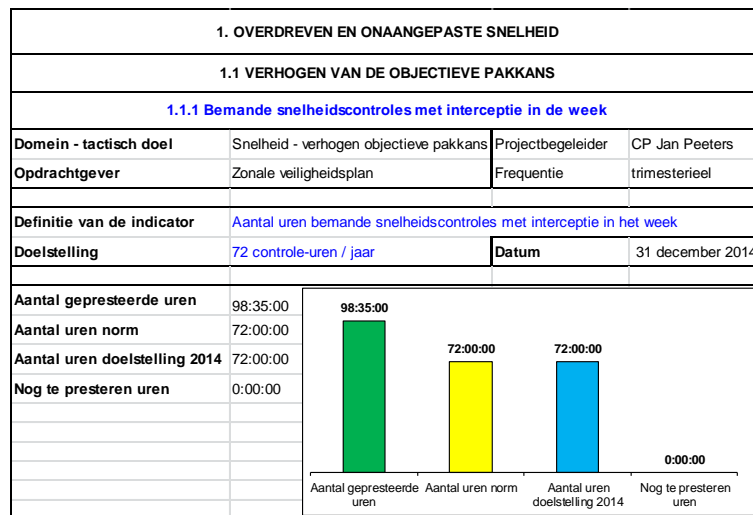 1. OVERDREVEN EN ONAANGEPASTE SNELHEID
1.1 VERHOGEN VAN DE OBJECTIEVE PAKKANS
1.1.1 Bemande snelheidscontroles met interceptie in de week
Domein - tactisch doel Snelheid - verhogen objectieve pakkans Projectbegeleider CP Jan Peeters
Opdrachtgever Zonale veiligheidsplan Frequentie trimesterieel
Definitie van de indicator Aantal uren bemande snelheidscontroles met interceptie in het week
Doelstelling 72 controle-uren / jaar Datum 31 december 2014
Aantal gepresteerde uren 98:35:00
Aantal uren norm 72:00:00
Aantal uren doelstelling 2014 72:00:00
Nog te presteren uren 0:00:00
98:35:00
72:00:00
72:00:00
0:00:00
Aantal gepresteerde uren
Aantal uren norm
Aantal uren doelstelling 2014
Nog te presteren uren